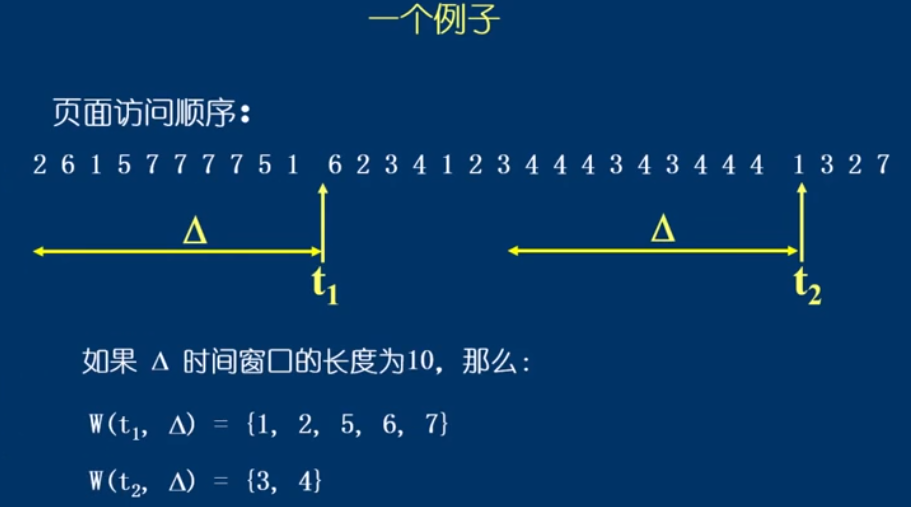 一个例子
页面访问顺序：
2 6 1 5 7 7 7 7 5 1 6 2 3 4 1 2 3 4 4 4 3 4 3 4 4 4 1 3 2 7
Δ Δ
t₁ t₂
如果 Δ 时间窗口的长度为10，那么：
W(t₁, Δ) = {1, 2, 5, 6, 7}
W(t₂, Δ) = {3, 4}